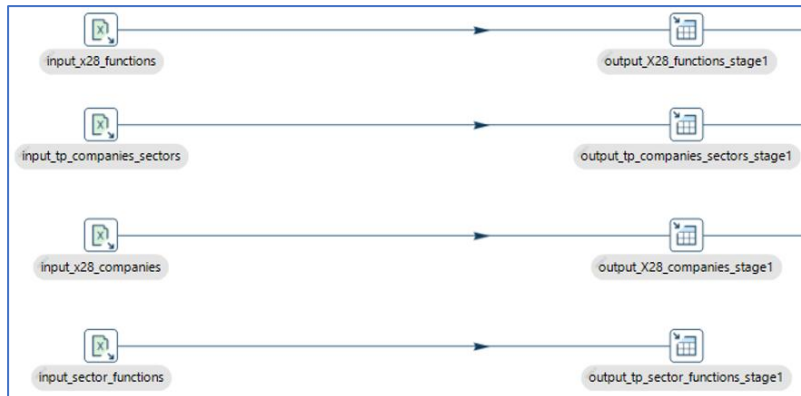 input_x28_functions
output_X28_functions_stage1
input_tp_companies_sectors
output_tp_companies_sectors_stage1
input_x28_companies
output_X28_companies_stage1
input_sector_functions
output_tp_sector_functions_stage1